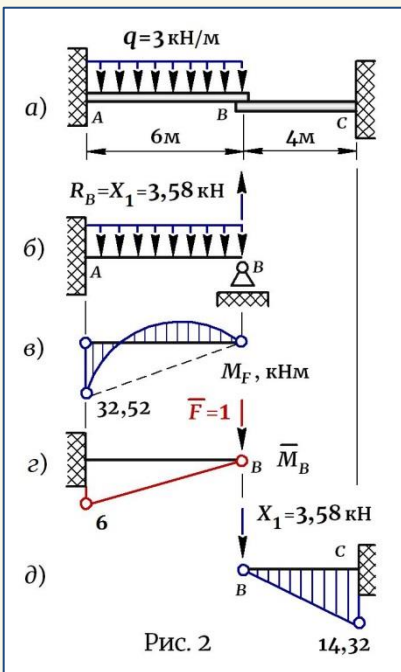 q=3 кН/м
а)
A
B
C
6м
4м
R_B=X_1=3,58 кН
б)
A
B
в)
M_F, кНм
32,52
F̅=1
г)
B
M̅_B
6
X_1=3,58 кН
д)
B
C
14,32
Рис. 2